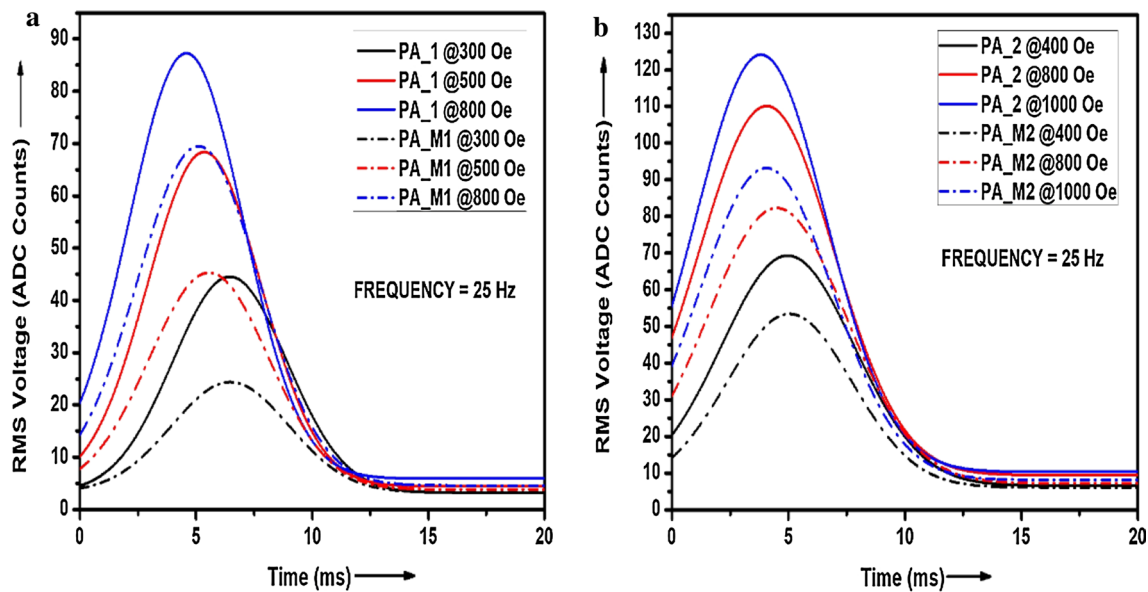 a
RMS Voltage (ADC Counts)
90
80
70
60
50
40
30
20
10
0
0
5
10
15
20
Time (ms)
PA_1 @300 Oe
PA_1 @500 Oe
PA_1 @800 Oe
PA_M1 @300 Oe
PA_M1 @500 Oe
PA_M1 @800 Oe
FREQUENCY = 25 Hz
b
RMS Voltage (ADC Counts)
130
120
110
100
90
80
70
60
50
40
30
20
10
0
0
5
10
15
20
Time (ms)
PA_2 @400 Oe
PA_2 @800 Oe
PA_2 @1000 Oe
PA_M2 @400 Oe
PA_M2 @800 Oe
PA_M2 @1000 Oe
FREQUENCY = 25 Hz